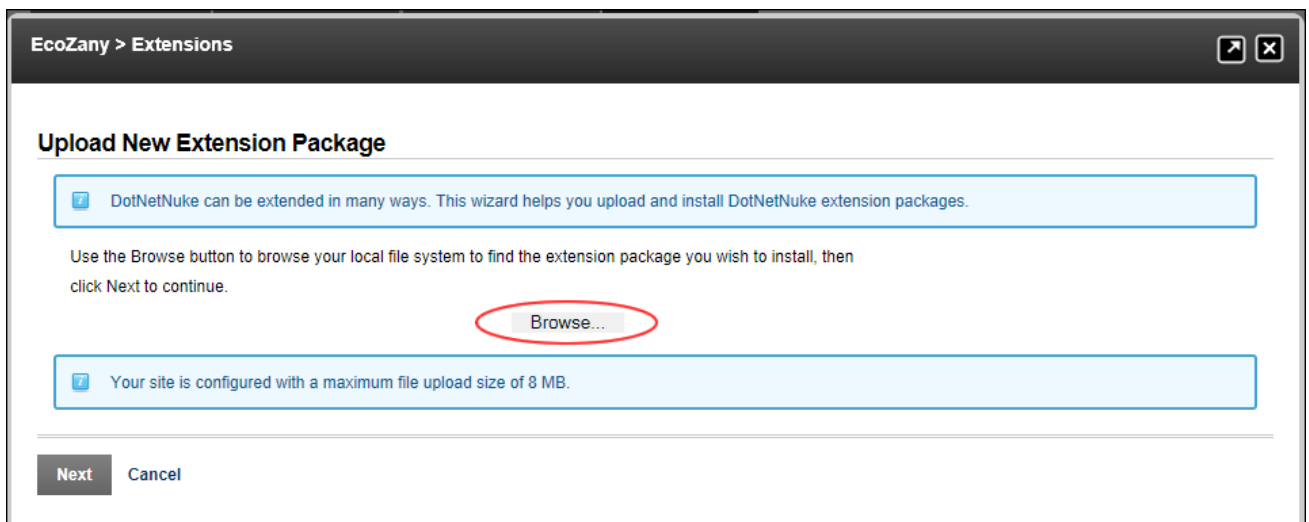 EcoZany > Extensions
Upload New Extension Package
DotNetNuke can be extended in many ways. This wizard helps you upload and install DotNetNuke extension packages.
Use the Browse button to browse your local file system to find the extension package you wish to install, then
click Next to continue.
Browse...
Your site is configured with a maximum file upload size of 8 MB.
Next Cancel